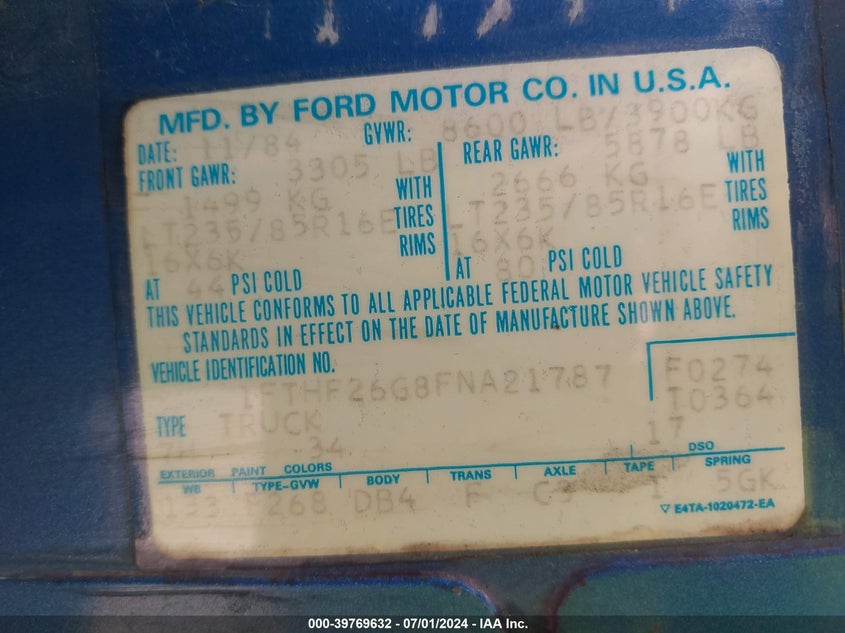 MFD. BY FORD MOTOR CO. IN U.S.A.
DATE: 11/84 GVWR: 8600 LB/3900KG
FRONT GAWR: 3305 LB REAR GAWR: 5878 LB
1499 KG WITH 2666 KG WITH
LT235/85R16E TIRES LT235/85R16E TIRES
16X6K RIMS 16X6K RIMS
AT 44 PSI COLD AT 80 PSI COLD
THIS VEHICLE CONFORMS TO ALL APPLICABLE FEDERAL MOTOR VEHICLE SAFETY
STANDARDS IN EFFECT ON THE DATE OF MANUFACTURE SHOWN ABOVE.
VEHICLE IDENTIFICATION NO.
1FTHF26G8FNA21787 F0274
TYPE TRUCK I0364
34 17
EXTERIOR PAINT COLORS DSO
WB TYPE-GVW BODY TRANS AXLE TAPE SPRING
133 F268 DB4 F C3 I 5GK
▽ E4TA-1020472-EA
000-39769632 - 07/01/2024 - IAA Inc.